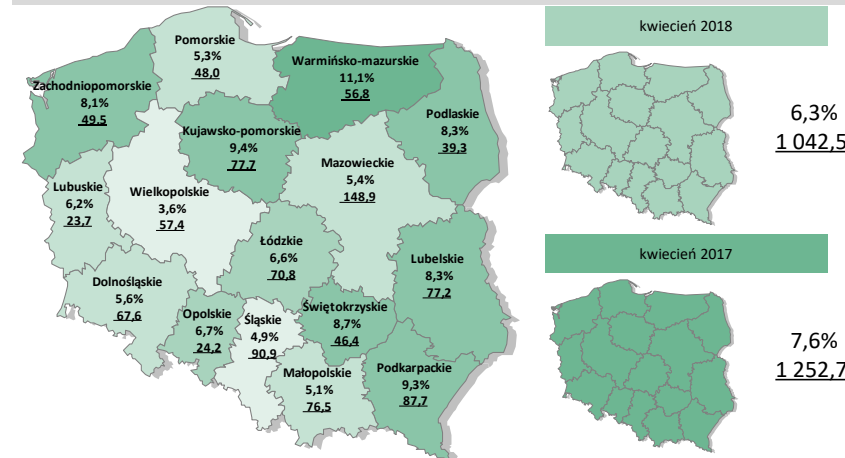 Pomorskie
5,3%
48,0
Warmińsko-mazurskie
11,1%
56,8
Zachodniopomorskie
8,1%
49,5
Podlaskie
8,3%
39,3
Kujawsko-pomorskie
9,4%
77,7
Mazowieckie
5,4%
148,9
Lubuskie
6,2%
23,7
Wielkopolskie
3,6%
57,4
Łódzkie
6,6%
70,8
Lubelskie
8,3%
77,2
Dolnośląskie
5,6%
67,6
Opolskie
6,7%
24,2
Śląskie
4,9%
90,9
Świętokrzyskie
8,7%
46,4
Małopolskie
5,1%
76,5
Podkarpackie
9,3%
87,7
kwiecień 2018
6,3%
1 042,5
kwiecień 2017
7,6%
1 252,7